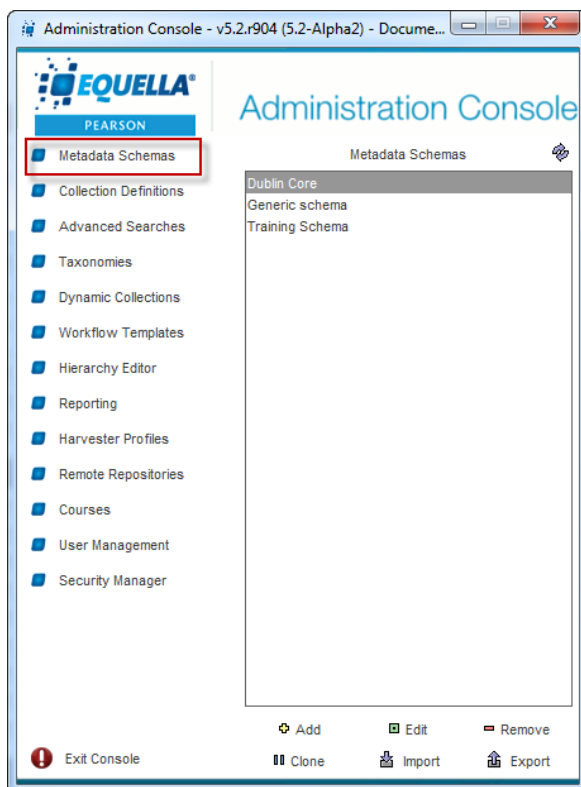 Administration Console - v5.2.r904 (5.2-Alpha2) - Docume...
EQUELLA®
PEARSON
Administration Console
Metadata Schemas
Metadata Schemas
Collection Definitions
Advanced Searches
Taxonomies
Dynamic Collections
Workflow Templates
Hierarchy Editor
Reporting
Harvester Profiles
Remote Repositories
Courses
User Management
Security Manager
Dublin Core
Generic schema
Training Schema
Add
Edit
Remove
Exit Console
Clone
Import
Export